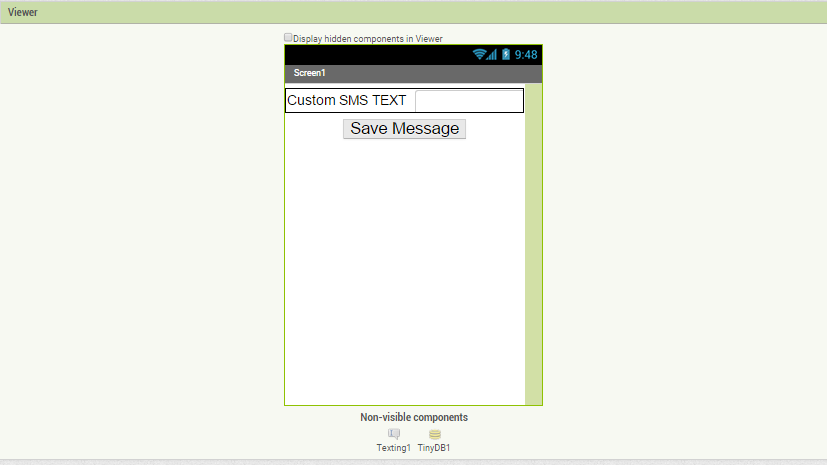 Viewer
Display hidden components in Viewer
9:48
Screen1
Custom SMS TEXT
Save Message
Non-visible components
Texting1 TinyDB1